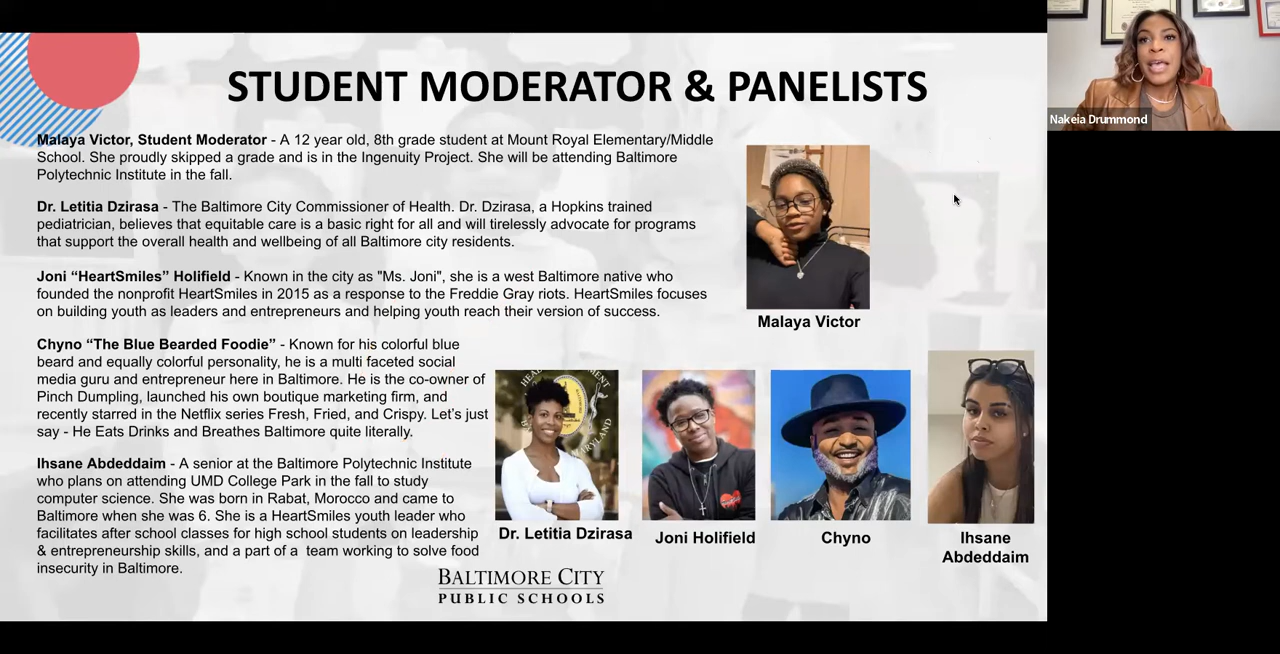 STUDENT MODERATOR & PANELISTS
Malaya Victor, Student Moderator - A 12 year old, 8th grade student at Mount Royal Elementary/Middle
School. She proudly skipped a grade and is in the Ingenuity Project. She will be attending Baltimore
Polytechnic Institute in the fall.
Dr. Letitia Dzirasa - The Baltimore City Commissioner of Health. Dr. Dzirasa, a Hopkins trained
pediatrician, believes that equitable care is a basic right for all and will tirelessly advocate for programs
that support the overall health and wellbeing of all Baltimore city residents.
Joni “HeartSmiles” Holifield - Known in the city as "Ms. Joni", she is a west Baltimore native who
founded the nonprofit HeartSmiles in 2015 as a response to the Freddie Gray riots. HeartSmiles focuses
on building youth as leaders and entrepreneurs and helping youth reach their version of success.
Chyno “The Blue Bearded Foodie” - Known for his colorful blue
beard and equally colorful personality, he is a multi faceted social
media guru and entrepreneur here in Baltimore. He is the co-owner of
Pinch Dumpling, launched his own boutique marketing firm, and
recently starred in the Netflix series Fresh, Fried, and Crispy. Let’s just
say - He Eats Drinks and Breathes Baltimore quite literally.
Ihsane Abdeddaim - A senior at the Baltimore Polytechnic Institute
who plans on attending UMD College Park in the fall to study
computer science. She was born in Rabat, Morocco and came to
Baltimore when she was 6. She is a HeartSmiles youth leader who
facilitates after school classes for high school students on leadership
& entrepreneurship skills, and a part of a team working to solve food
insecurity in Baltimore.
Malaya Victor
Dr. Letitia Dzirasa
Joni Holifield
Chyno
Ihsane
Abdeddaim
BALTIMORE CITY
PUBLIC SCHOOLS
Nakeia Drummond